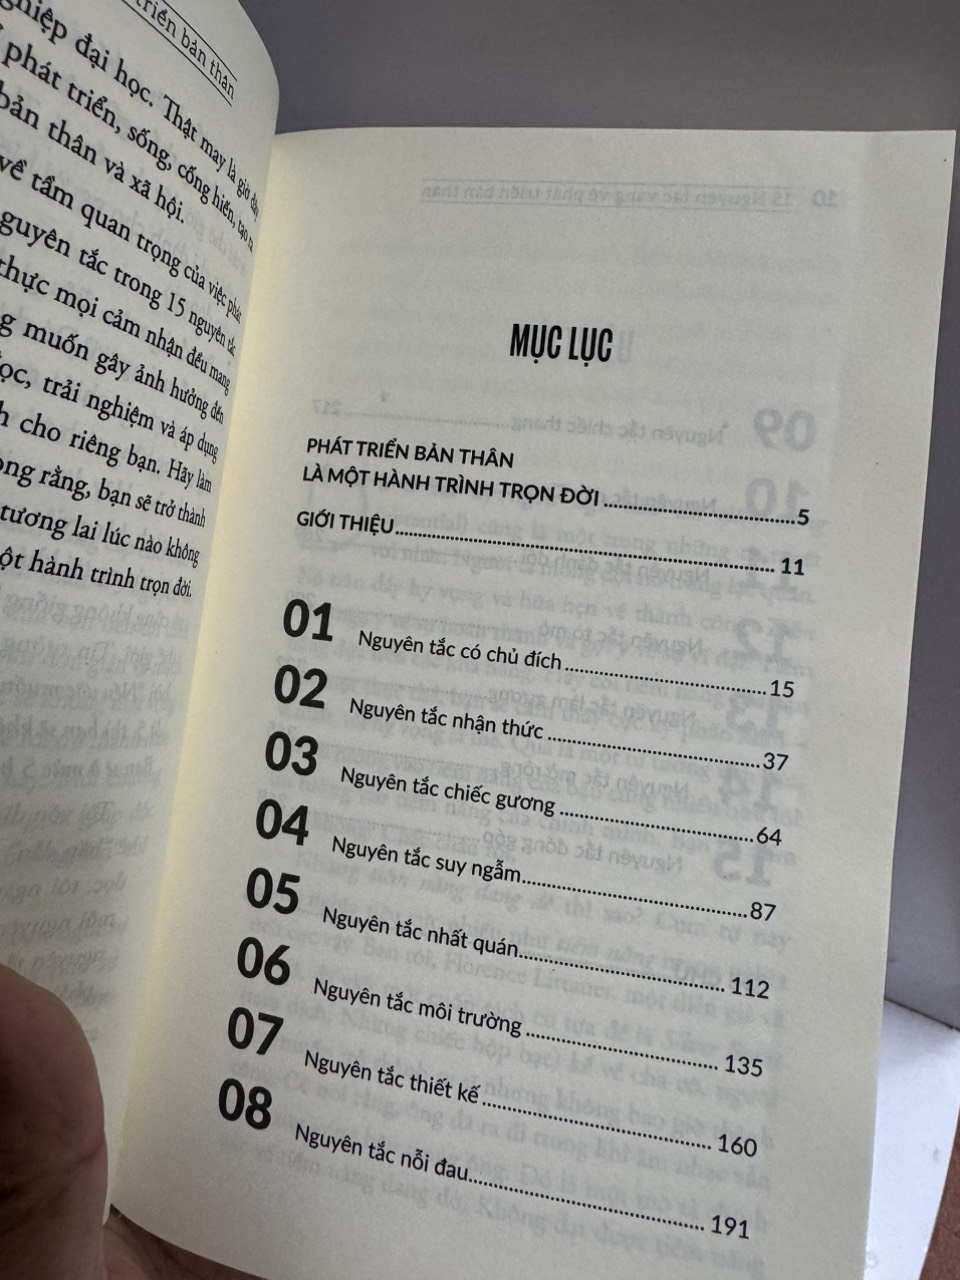 triển bản thân
đại học. Thật may là giờ đây
phát triển, sống, cống hiến, tạo ra
bản thân và xã hội.
về tầm quan trọng của việc phát
nguyên tắc trong 15 nguyên tắc
thực mọi cảm nhận đều mang
muốn gây ảnh hưởng đến
trải nghiệm và áp dụng
cho riêng bạn. Hãy làm
rằng, bạn sẽ trở thành
tương lai lúc nào không
hành trình trọn đời.
MỤC LỤC
PHÁT TRIỂN BẢN THÂN
LÀ MỘT HÀNH TRÌNH TRỌN ĐỜI 5
GIỚI THIỆU 11
01 Nguyên tắc có chủ đích 15
02 Nguyên tắc nhận thức 37
03 Nguyên tắc chiếc gương 64
04 Nguyên tắc suy ngẫm 87
05 Nguyên tắc nhất quán 112
06 Nguyên tắc môi trường 135
07 Nguyên tắc thiết kế 160
08 Nguyên tắc nỗi đau 191